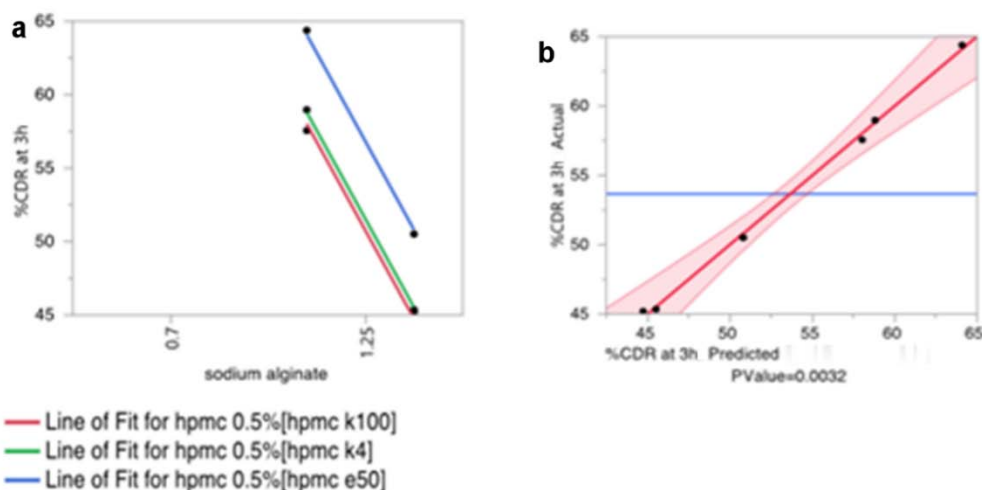 a
65
60
55
50
45
%CDR at 3h
0.7
1.25
sodium alginate
b
65
60
55
50
45
%CDR at 3h Actual
45
50
55
60
65
%CDR at 3h Predicted
PValue=0.0032
Line of Fit for hpmc 0.5%[hpmc k100]
Line of Fit for hpmc 0.5%[hpmc k4]
Line of Fit for hpmc 0.5%[hpmc e50]